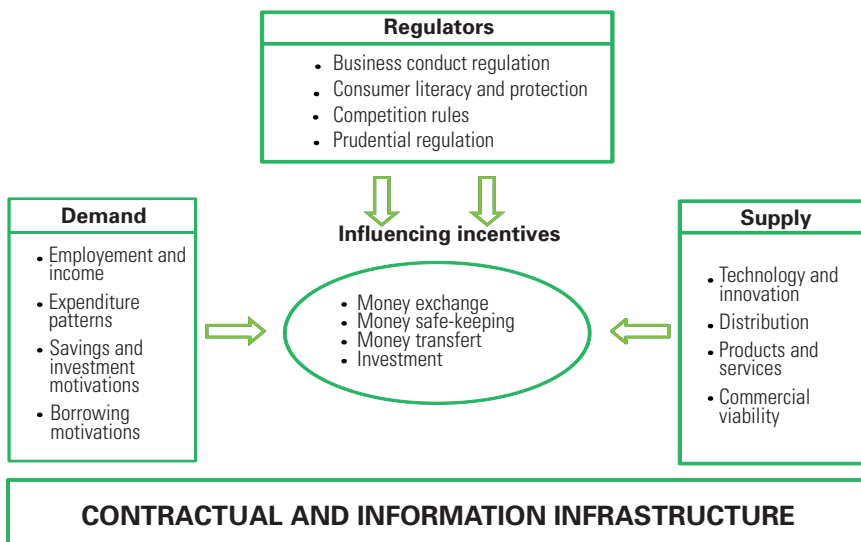 Regulators
• Business conduct regulation
• Consumer literacy and protection
• Competition rules
• Prudential regulation
Influencing incentives
Demand
• Employement and
income
• Expenditure
patterns
• Savings and
investment
motivations
• Borrowing
motivations
• Money exchange
• Money safe-keeping
• Money transfert
• Investment
Supply
• Technology and
innovation
• Distribution
• Products and
services
• Commercial
viability
CONTRACTUAL AND INFORMATION INFRASTRUCTURE